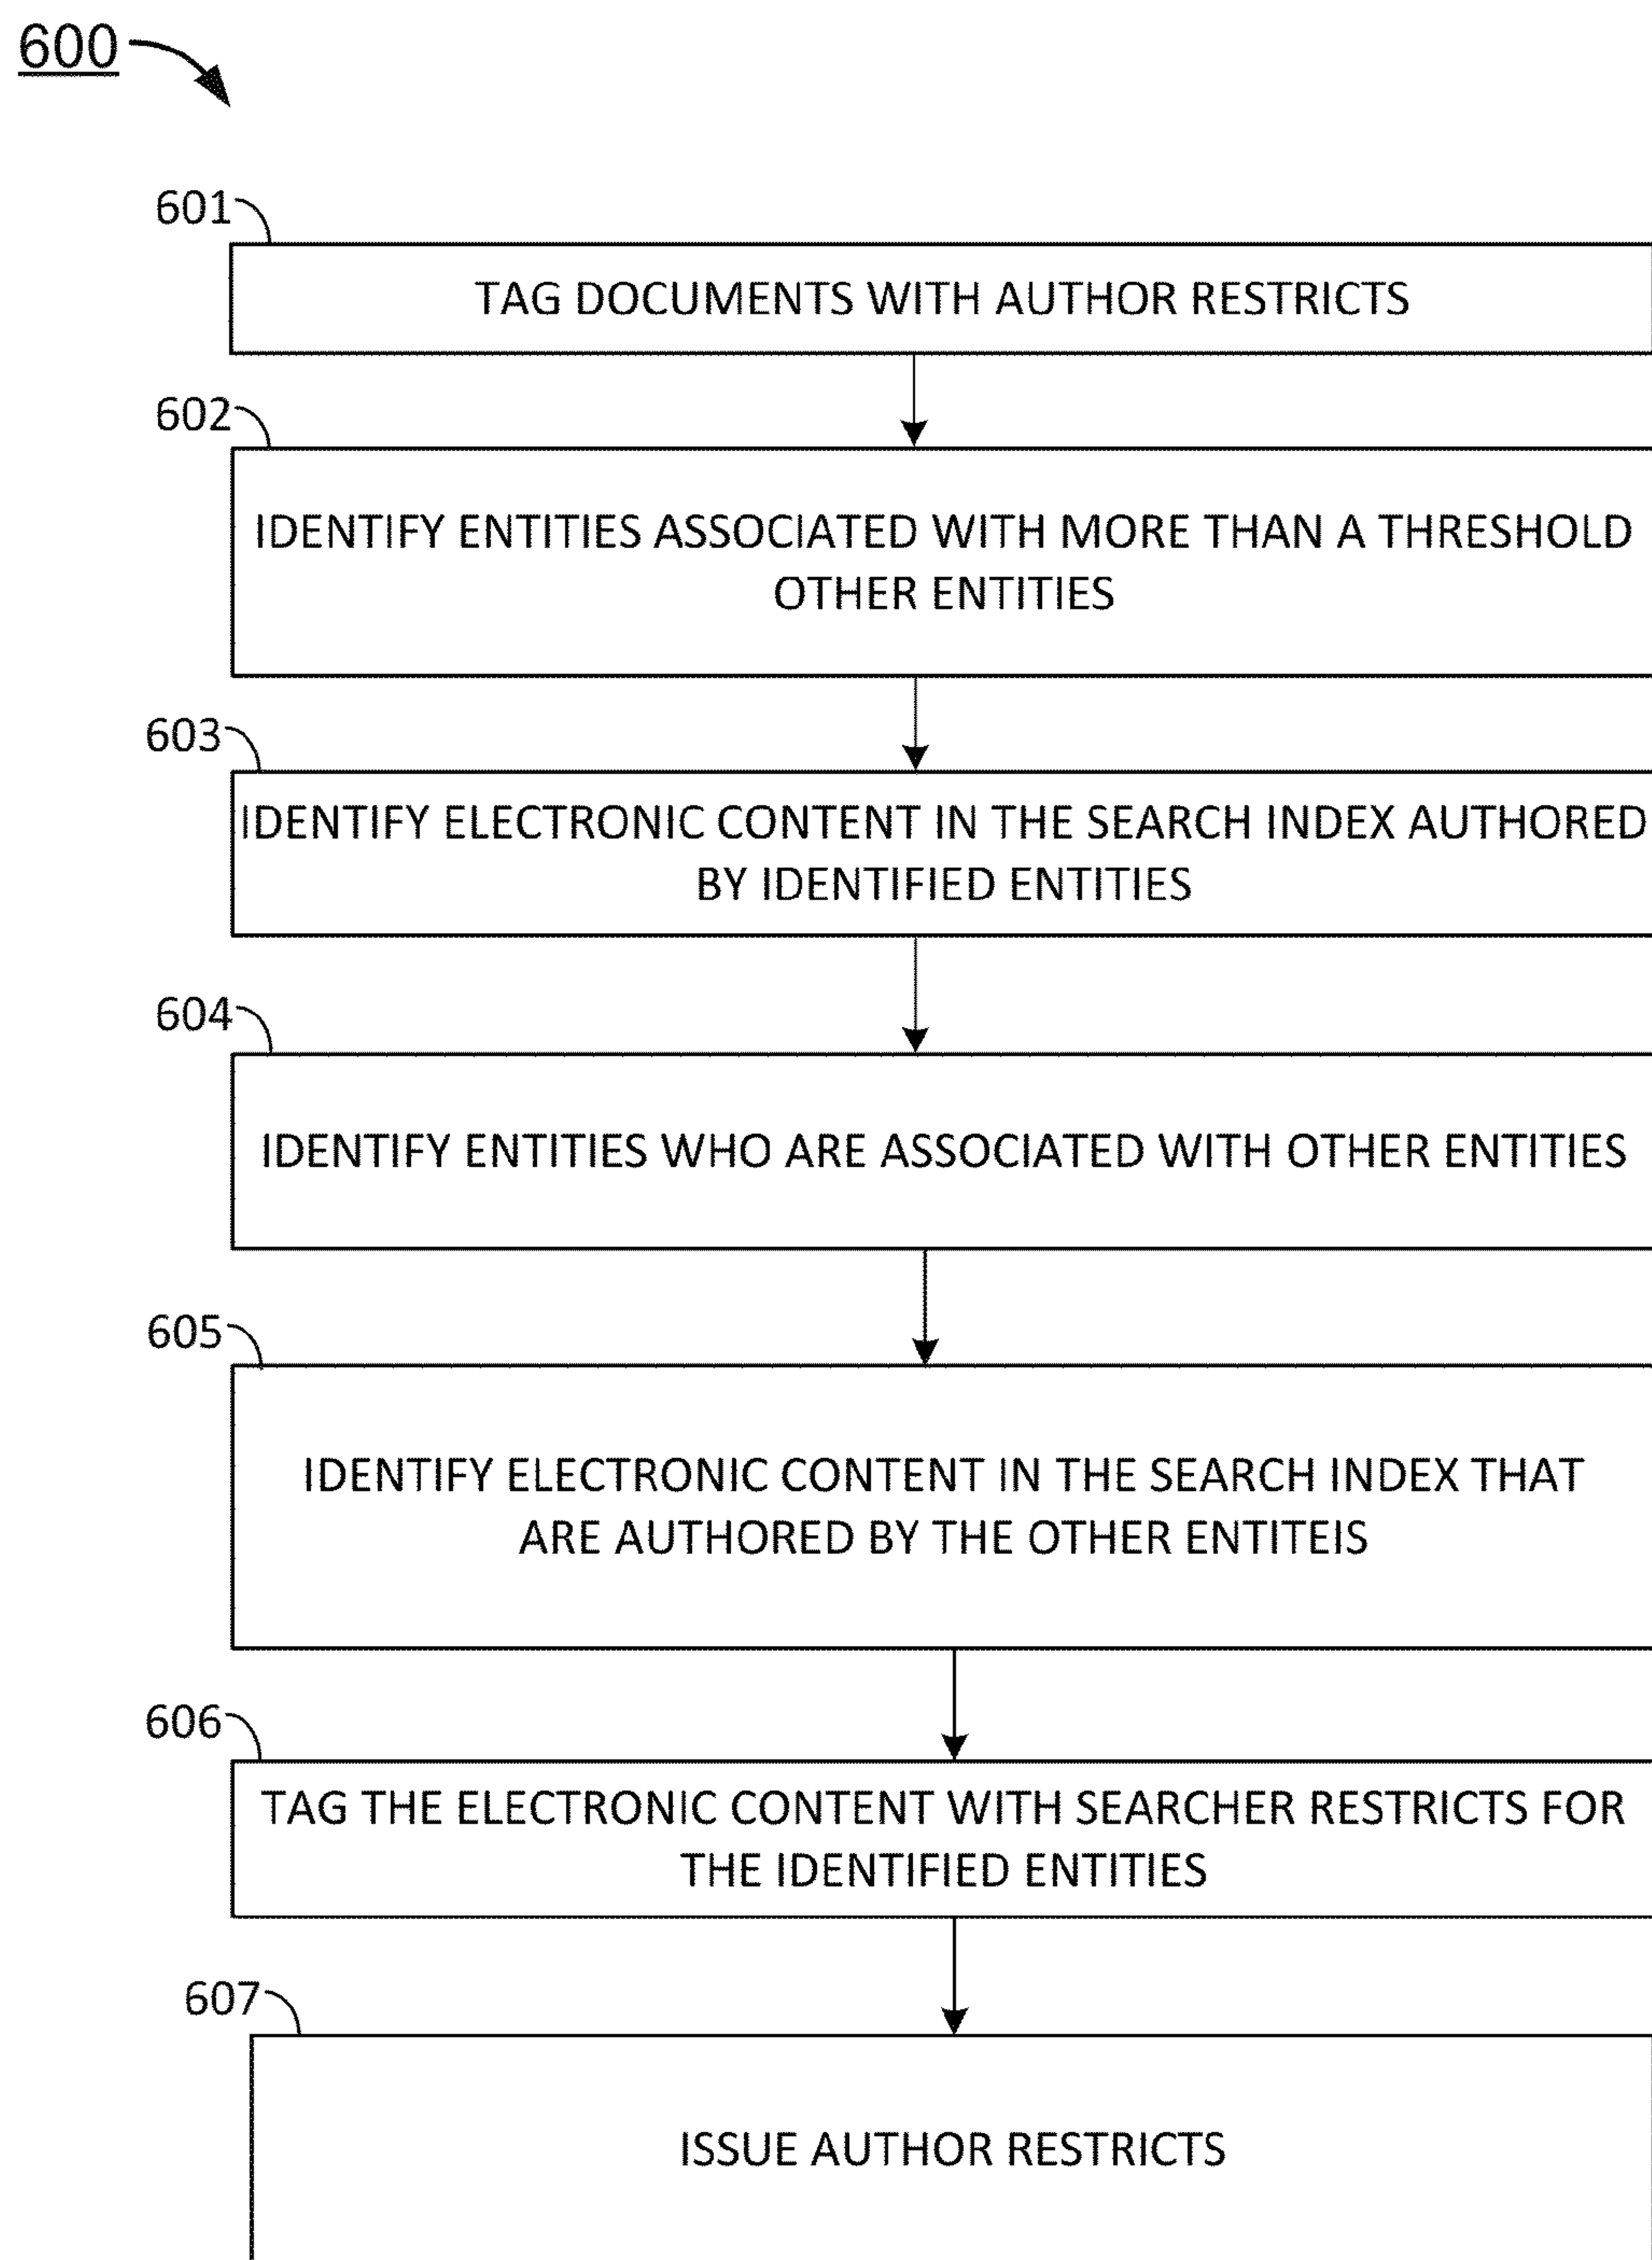 600
601
TAG DOCUMENTS WITH AUTHOR RESTRICTS
602
IDENTIFY ENTITIES ASSOCIATED WITH MORE THAN A THRESHOLD
OTHER ENTITIES
603
IDENTIFY ELECTRONIC CONTENT IN THE SEARCH INDEX AUTHORED
BY IDENTIFIED ENTITIES
604
IDENTIFY ENTITIES WHO ARE ASSOCIATED WITH OTHER ENTITIES
605
IDENTIFY ELECTRONIC CONTENT IN THE SEARCH INDEX THAT
ARE AUTHORED BY THE OTHER ENTITEIS
606
TAG THE ELECTRONIC CONTENT WITH SEARCHER RESTRICTS FOR
THE IDENTIFIED ENTITIES
607
ISSUE AUTHOR RESTRICTS